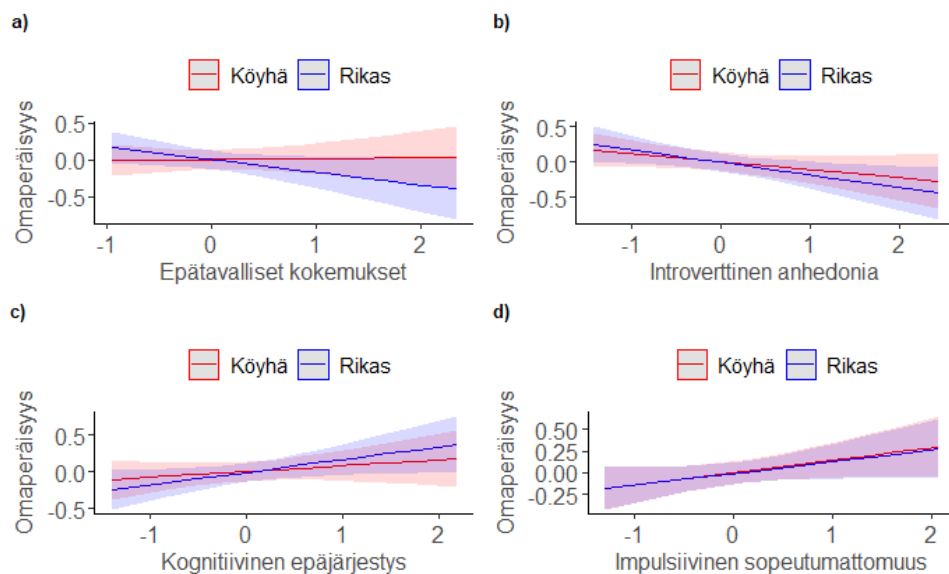 a)
Köyhä Rikas
Omaperäisyys
0.5
0.0
-0.5
-1 0 1 2
Epätavalliset kokemukset
b)
Köyhä Rikas
Omaperäisyys
0.5
0.0
-0.5
-1 0 1 2
Introverttinen anhedonia
c)
Köyhä Rikas
Omaperäisyys
0.5
0.0
-0.5
-1 0 1 2
Kognitiivinen epäjärjestys
d)
Köyhä Rikas
Omaperäisyys
0.50
0.25
0.00
-0.25
-1 0 1 2
Impulsiivinen sopeutumattomuus